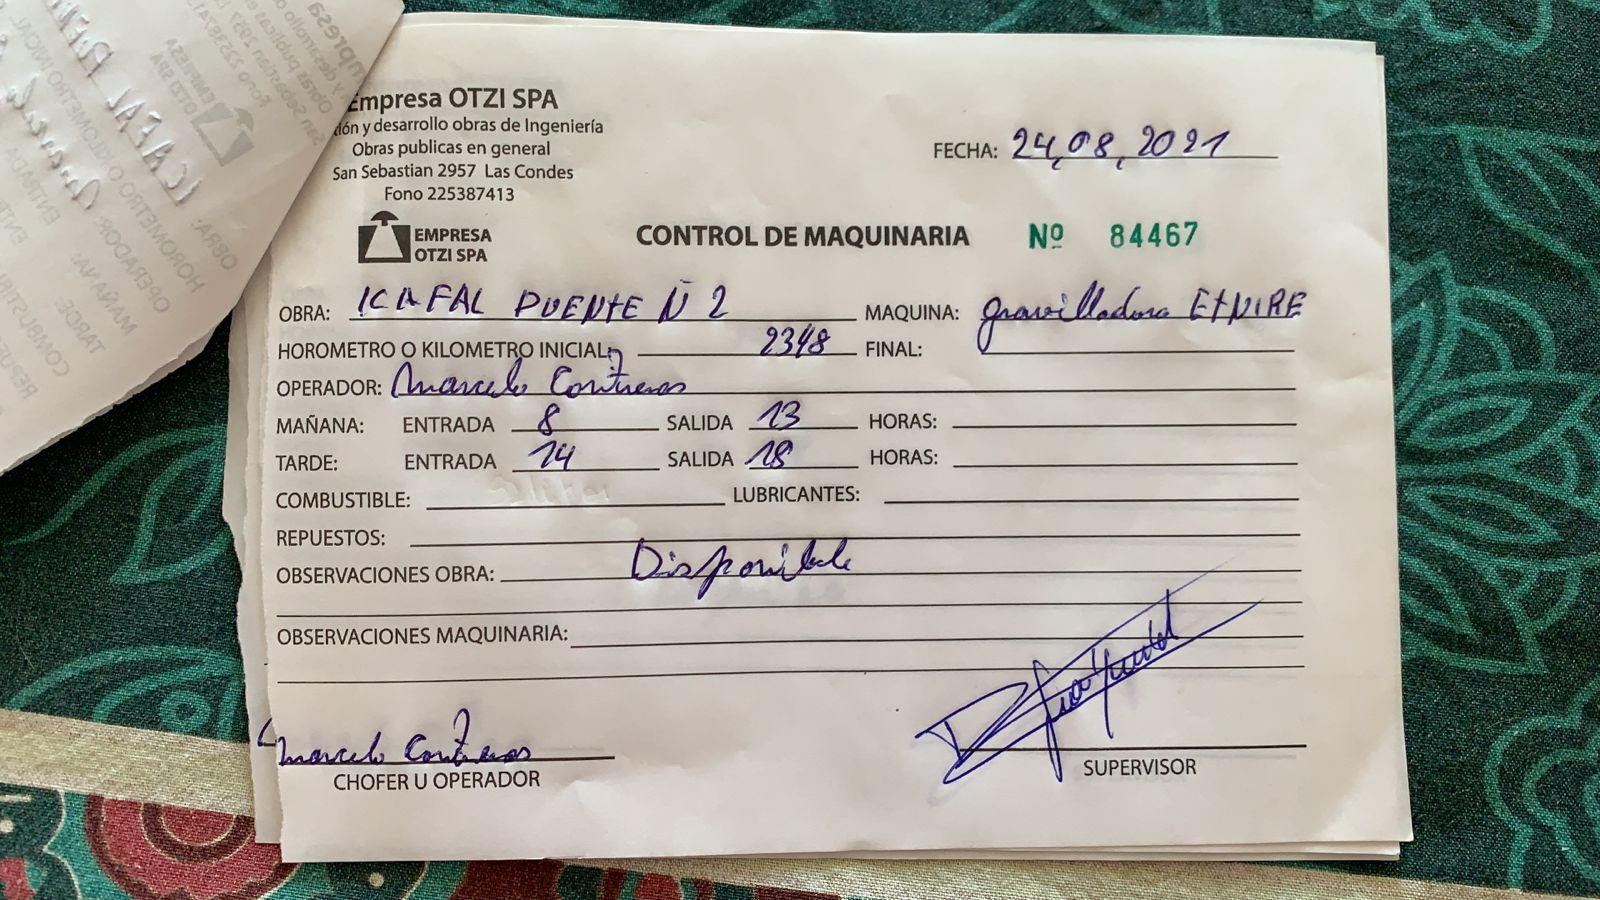 Empresa OTZI SPA
ión y desarrollo obras de Ingeniería
Obras publicas en general
San Sebastian 2957 Las Condes
Fono 225387413
FECHA: 24,08,2021
EMPRESA
OTZI SPA
CONTROL DE MAQUINARIA Nº 84467
OBRA: ICAFAL PUENTE Ñ 2 MAQUINA: gravilladora ETNIRE
HOROMETRO O KILOMETRO INICIAL: 2348 FINAL:
OPERADOR: Marcelo Contreras
MAÑANA: ENTRADA 8 SALIDA 13 HORAS:
TARDE: ENTRADA 14 SALIDA 18 HORAS:
COMBUSTIBLE: LUBRICANTES:
REPUESTOS:
OBSERVACIONES OBRA: Disponible
OBSERVACIONES MAQUINARIA:
Marcelo Contreras
CHOFER U OPERADOR
SUPERVISOR